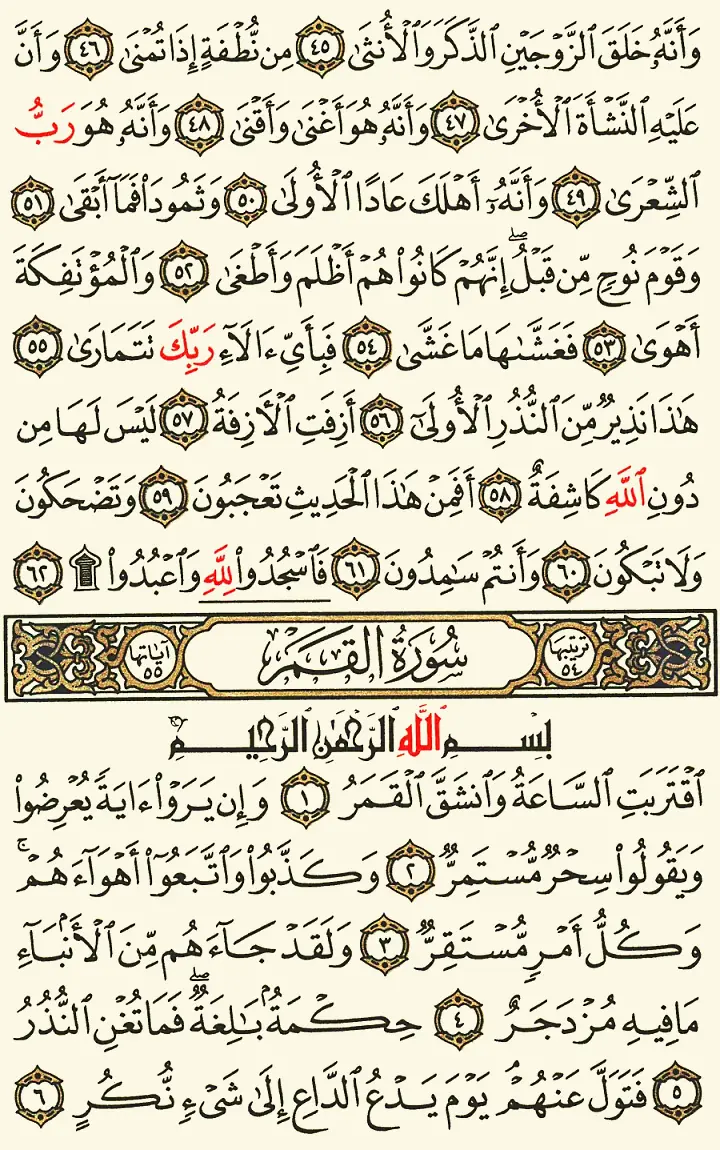 وَأَنَّهُۥ خَلَقَ ٱلزَّوْجَيْنِ ٱلذَّكَرَ وَٱلْأُنثَىٰ ٤٥ مِن نُّطْفَةٍ إِذَا تُمْنَىٰ ٤٦ وَأَنَّ
عَلَيْهِ ٱلنَّشْأَةَ ٱلْأُخْرَىٰ ٤٧ وَأَنَّهُۥ هُوَ أَغْنَىٰ وَأَقْنَىٰ ٤٨ وَأَنَّهُۥ هُوَ رَبُّ
ٱلشِّعْرَىٰ ٤٩ وَأَنَّهُۥٓ أَهْلَكَ عَادًا ٱلْأُولَىٰ ٥٠ وَثَمُودَا۟ فَمَآ أَبْقَىٰ ٥١
وَقَوْمَ نُوحٍ مِّن قَبْلُ ۖ إِنَّهُمْ كَانُوا۟ هُمْ أَظْلَمَ وَأَطْغَىٰ ٥٢ وَٱلْمُؤْتَفِكَةَ
أَهْوَىٰ ٥٣ فَغَشَّىٰهَا مَا غَشَّىٰ ٥٤ فَبِأَىِّ ءَالَآءِ رَبِّكَ تَتَمَارَىٰ ٥٥
هَٰذَا نَذِيرٌ مِّنَ ٱلنُّذُرِ ٱلْأُولَىٰٓ ٥٦ أَزِفَتِ ٱلْأَزِفَةُ ٥٧ لَيْسَ لَهَا مِن
دُونِ ٱللَّهِ كَاشِفَةٌ ٥٨ أَفَمِنْ هَٰذَا ٱلْحَدِيثِ تَعْجَبُونَ ٥٩ وَتَضْحَكُونَ
وَلَا تَبْكُونَ ٦٠ وَأَنتُمْ سَٰمِدُونَ ٦١ فَٱسْجُدُوا۟ لِلَّهِ وَٱعْبُدُوا۟ ۩ ٦٢
ترتيبها ٥٤ سُورَةُ القَمَر آياتها ٥٥
بِسْمِ ٱللَّهِ ٱلرَّحْمَٰنِ ٱلرَّحِيمِ
ٱقْتَرَبَتِ ٱلسَّاعَةُ وَٱنشَقَّ ٱلْقَمَرُ ١ وَإِن يَرَوْا۟ ءَايَةً يُعْرِضُوا۟
وَيَقُولُوا۟ سِحْرٌ مُّسْتَمِرٌّ ٢ وَكَذَّبُوا۟ وَٱتَّبَعُوٓا۟ أَهْوَآءَهُمْ ۚ
وَكُلُّ أَمْرٍ مُّسْتَقِرٌّ ٣ وَلَقَدْ جَآءَهُم مِّنَ ٱلْأَنۢبَآءِ
مَا فِيهِ مُزْدَجَرٌ ٤ حِكْمَةٌۢ بَٰلِغَةٌ ۖ فَمَا تُغْنِ ٱلنُّذُرُ
٥ فَتَوَلَّ عَنْهُمْ ۘ يَوْمَ يَدْعُ ٱلدَّاعِ إِلَىٰ شَىْءٍ نُّكُرٍ ٦